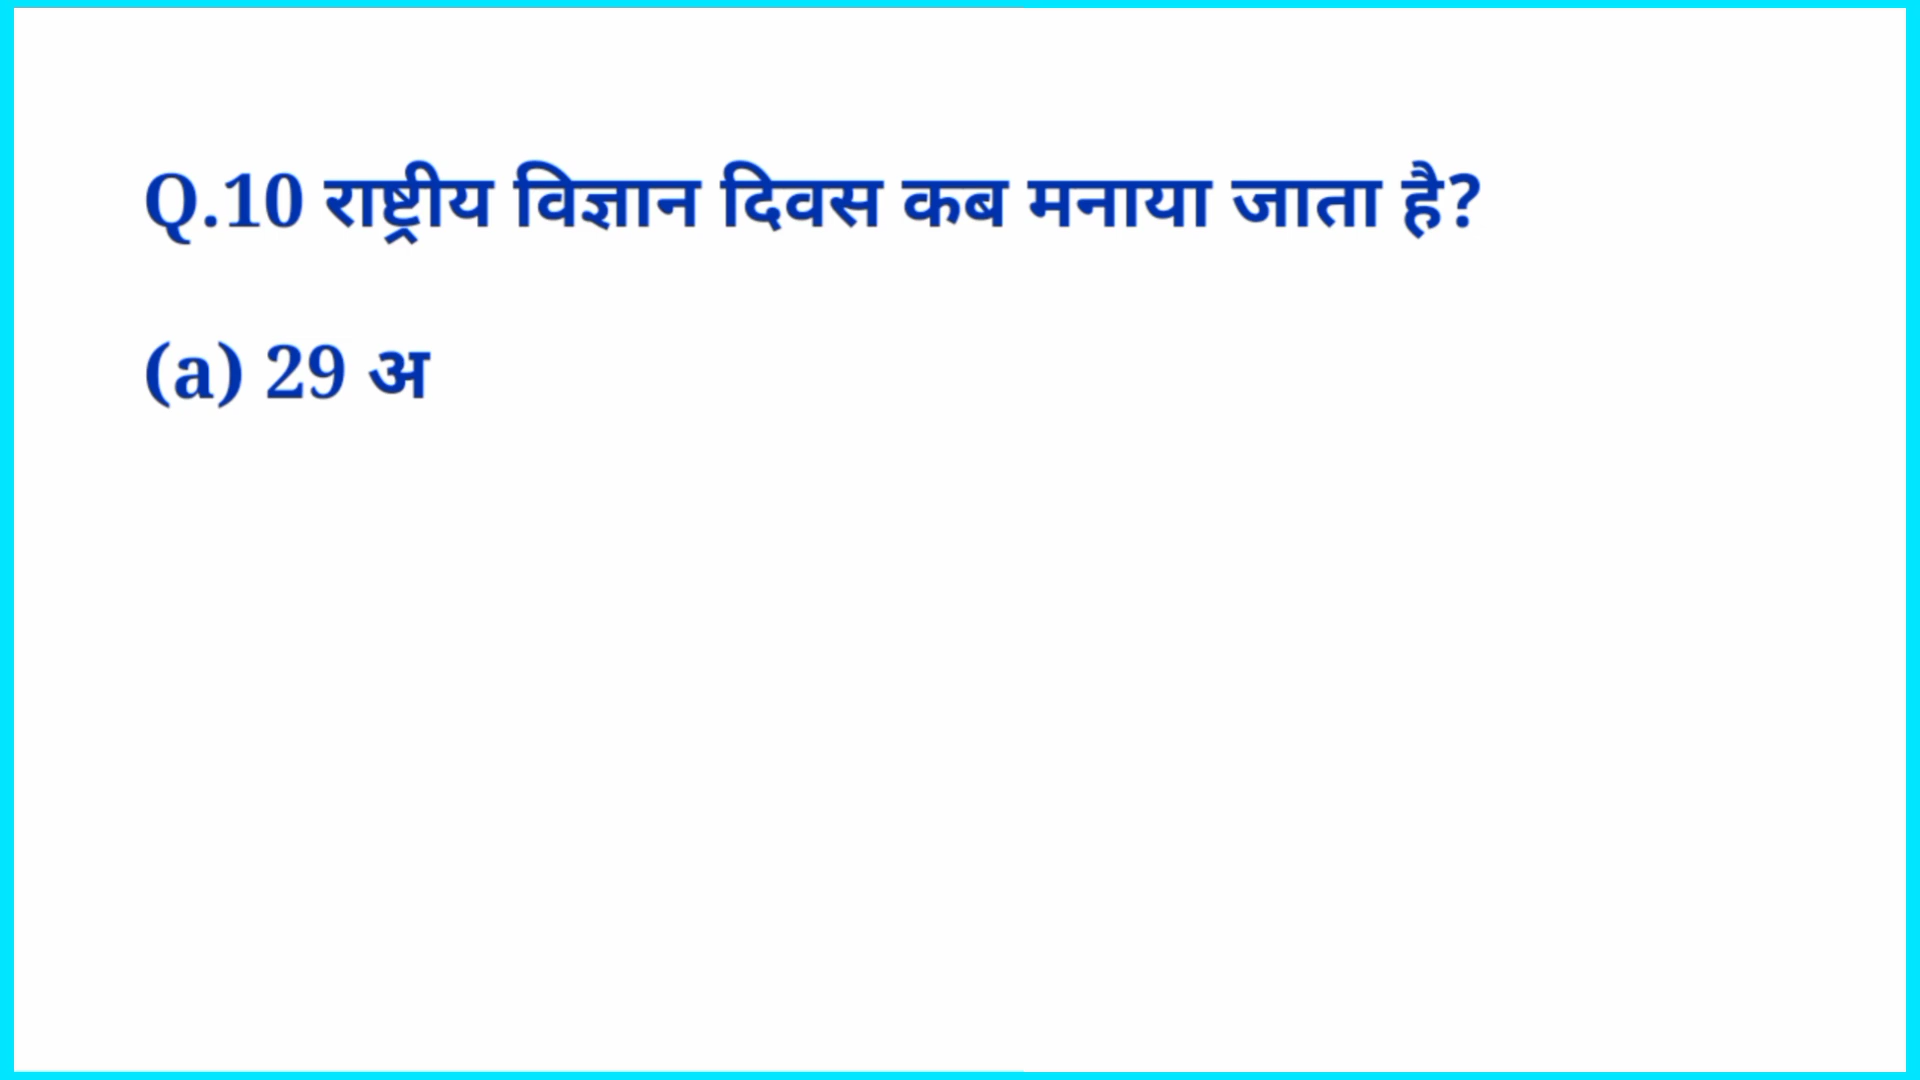 Q.10 राष्ट्रीय विज्ञान दिवस कब मनाया जाता है?
(a) 29 अ